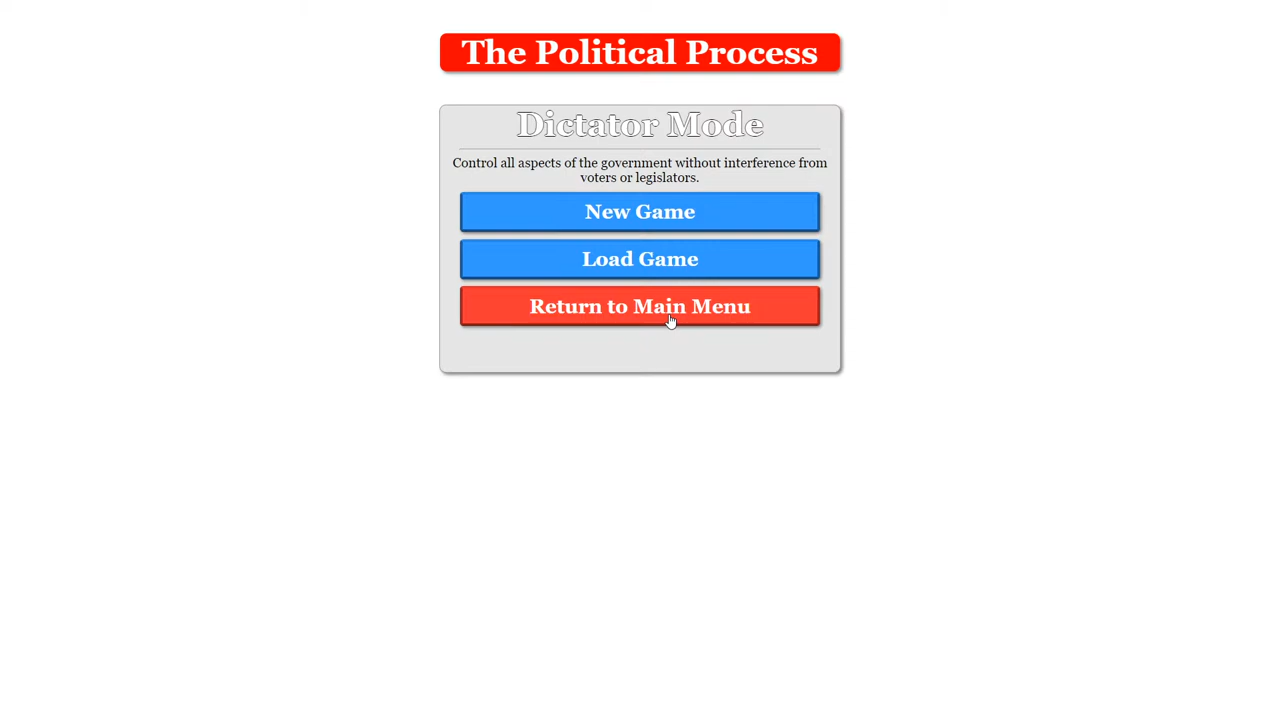 The Political Process
Dictator Mode
Control all aspects of the government without interference from
voters or legislators.
New Game
Load Game
Return to Main Menu